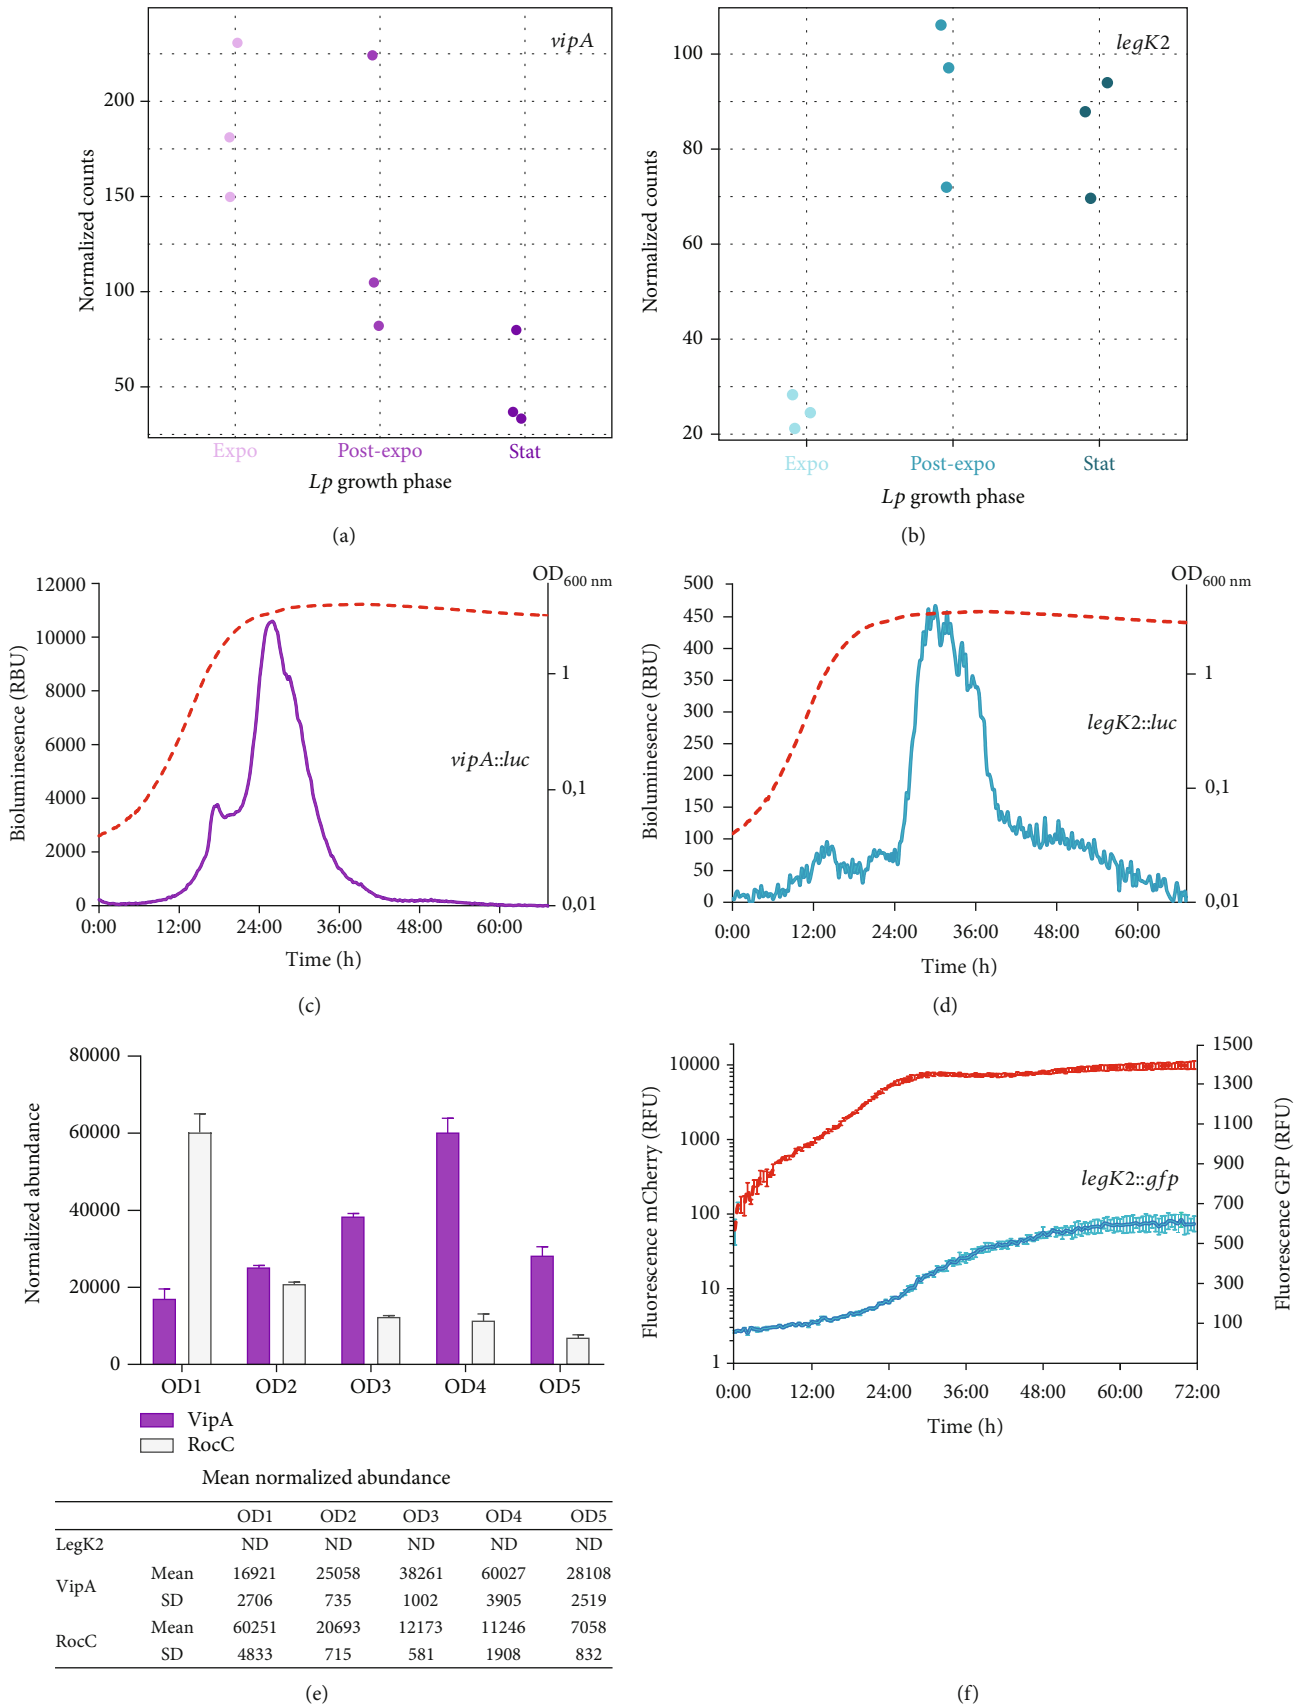 vipA
Normalized counts
200
150
100
50
Expo Post-expo Stat
Lp growth phase
(a)
legK2
Normalized counts
100
80
60
40
20
Expo Post-expo Stat
Lp growth phase
(b)
OD600 nm
Bioluminesence (RBU)
12000
10000
8000
6000
4000
2000
0
1
0,1
0,01
vipA::luc
0:00 12:00 24:00 36:00 48:00 60:00
Time (h)
(c)
OD600 nm
Bioluminesence (RBU)
500
450
400
350
300
250
200
150
100
50
0
1
0,1
0,01
legK2::luc
0:00 12:00 24:00 36:00 48:00 60:00
Time (h)
(d)
Normalized abundance
80000
60000
40000
20000
0
OD1 OD2 OD3 OD4 OD5
VipA
RocC
Mean normalized abundance
OD1 OD2 OD3 OD4 OD5
LegK2 ND ND ND ND ND
VipA
Mean 16921 25058 38261 60027 28108
SD 2706 735 1002 3905 2519
RocC
Mean 60251 20693 12173 11246 7058
SD 4833 715 581 1908 832
(e)
Fluorescence mCherry (RFU)
10000
1000
100
10
1
1500
1300
1100
900
700
500
300
100
Fluorescence GFP (RFU)
legK2::gfp
0:00 12:00 24:00 36:00 48:00 60:00 72:00
Time (h)
(f)